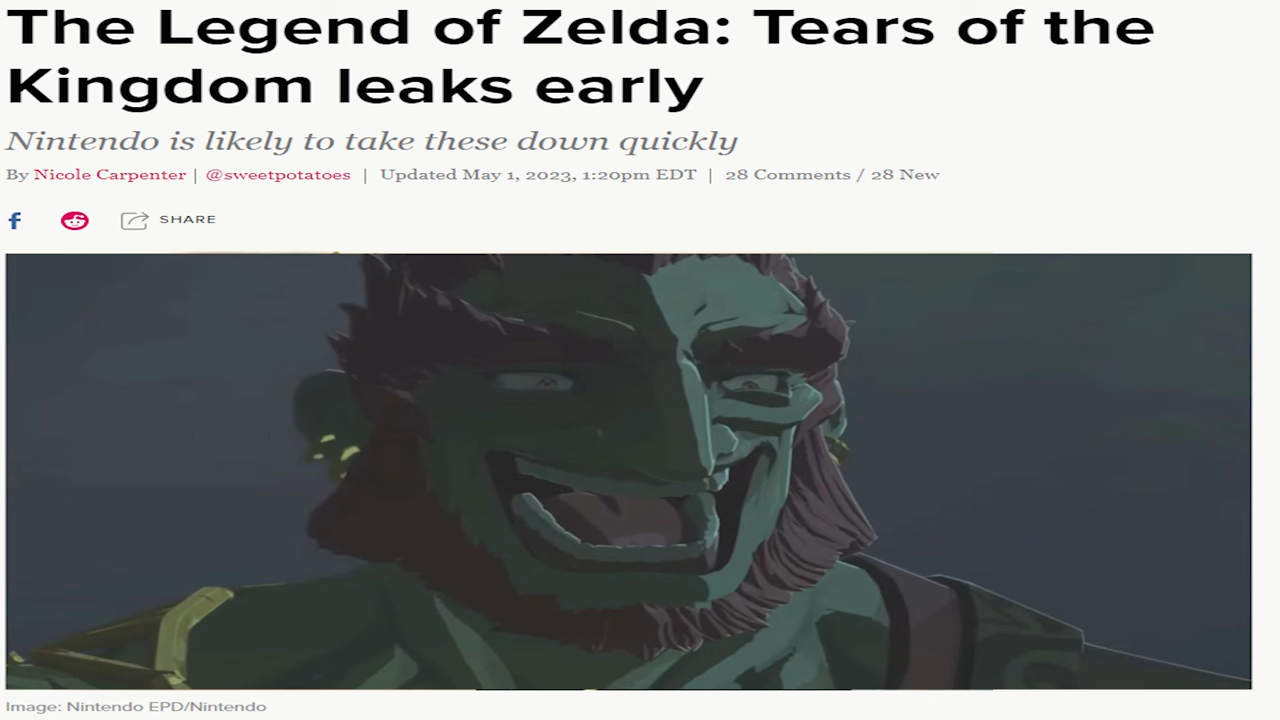 The Legend of Zelda: Tears of the
Kingdom leaks early
Nintendo is likely to take these down quickly
By Nicole Carpenter | @sweetpotatoes | Updated May 1, 2023, 1:20pm EDT | 28 Comments / 28 New
f SHARE
Image: Nintendo EPD/Nintendo